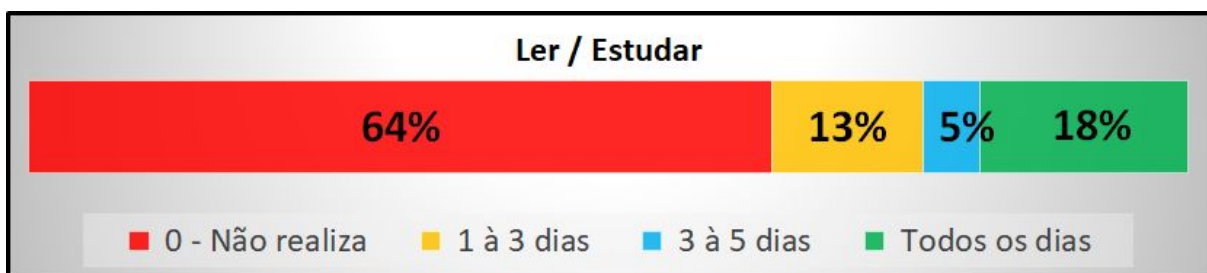 Ler / Estudar
64% 13% 5% 18%
0 - Não realiza 1 à 3 dias 3 à 5 dias Todos os dias